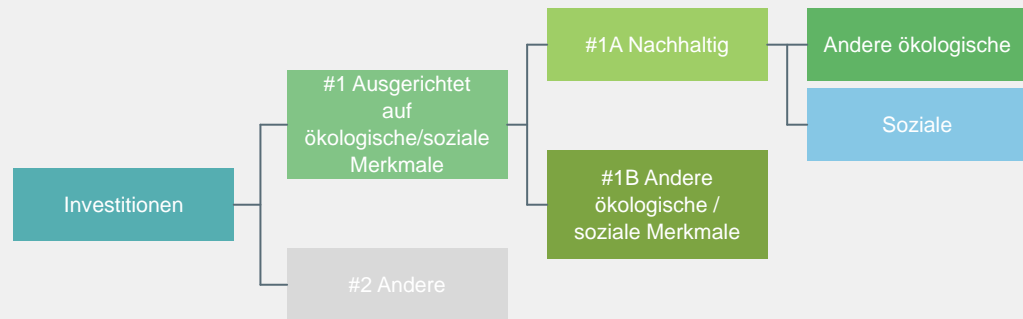 Investitionen
#1 Ausgerichtet
auf
ökologische/soziale
Merkmale
#2 Andere
#1A Nachhaltig
#1B Andere
ökologische /
soziale Merkmale
Andere ökologische
Soziale